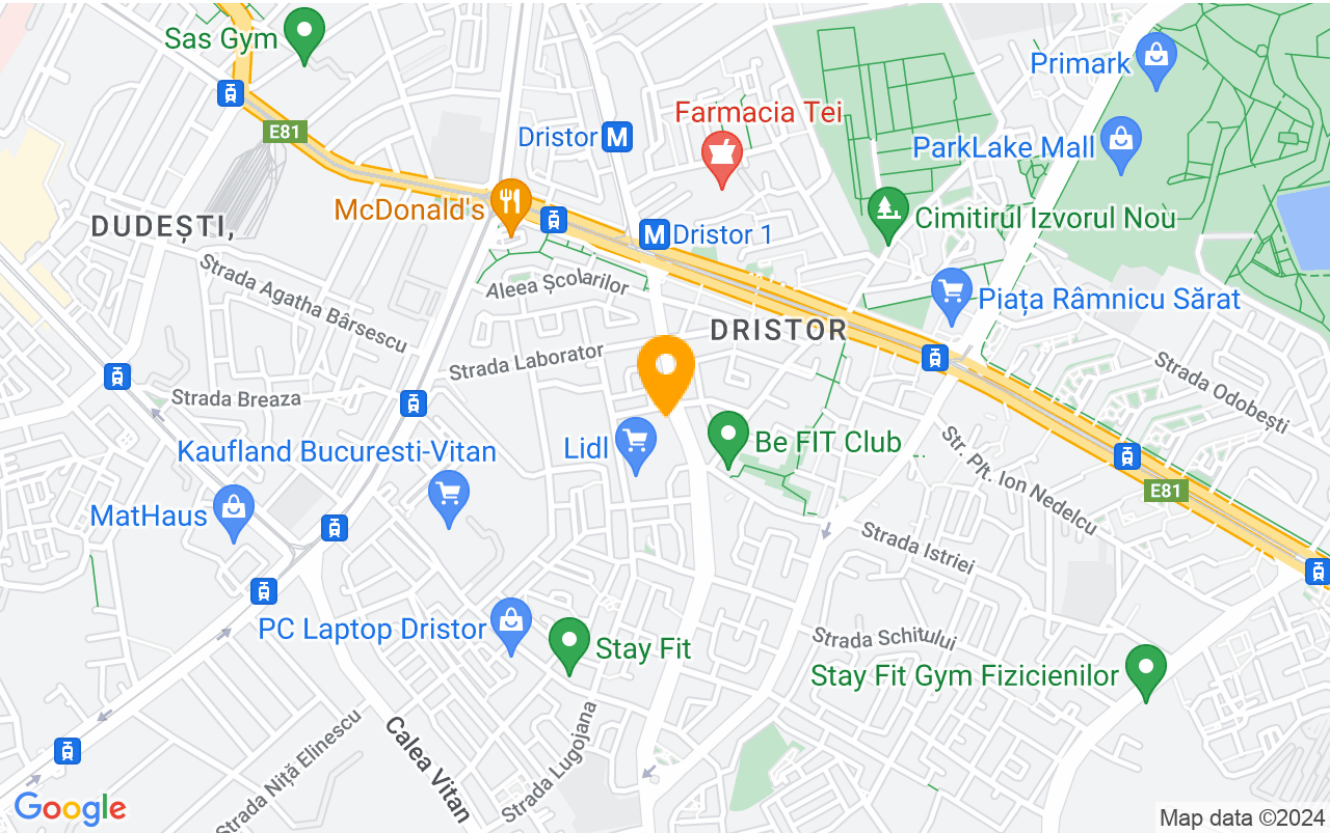 Sas Gym
Primark
Farmacia Tei
E81
Dristor M
ParkLake Mall
McDonald's
Cimitirul Izvorul Nou
DUDEȘTI,
M Dristor 1
Strada Agatha Bârsescu
Aleea Școlarilor
Piața Râmnicu Sărat
DRISTOR
Strada Laborator
Strada Odobești
Strada Breaza
Kaufland Bucuresti-Vitan
Lidl
Be FIT Club
Str. Plt. Ion Nedelcu
E81
MatHaus
Strada Istriei
PC Laptop Dristor
Stay Fit
Strada Schitului
Stay Fit Gym Fizicienilor
Strada Niță Elinescu
Calea Vitan
Strada Lugojana
Google
Map data ©2024